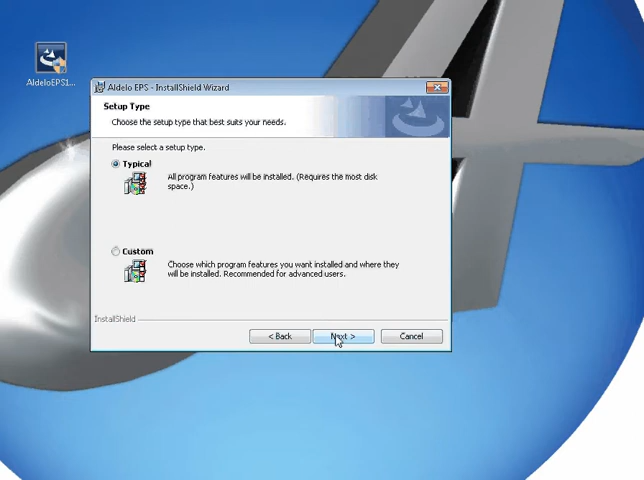 AldeloEPS1...
Aldelo EPS - InstallShield Wizard
Setup Type
Choose the setup type that best suits your needs.
Please select a setup type.
Typical
All program features will be installed. (Requires the most disk
space.)
Custom
Choose which program features you want installed and where they
will be installed. Recommended for advanced users.
InstallShield
< Back
Next >
Cancel